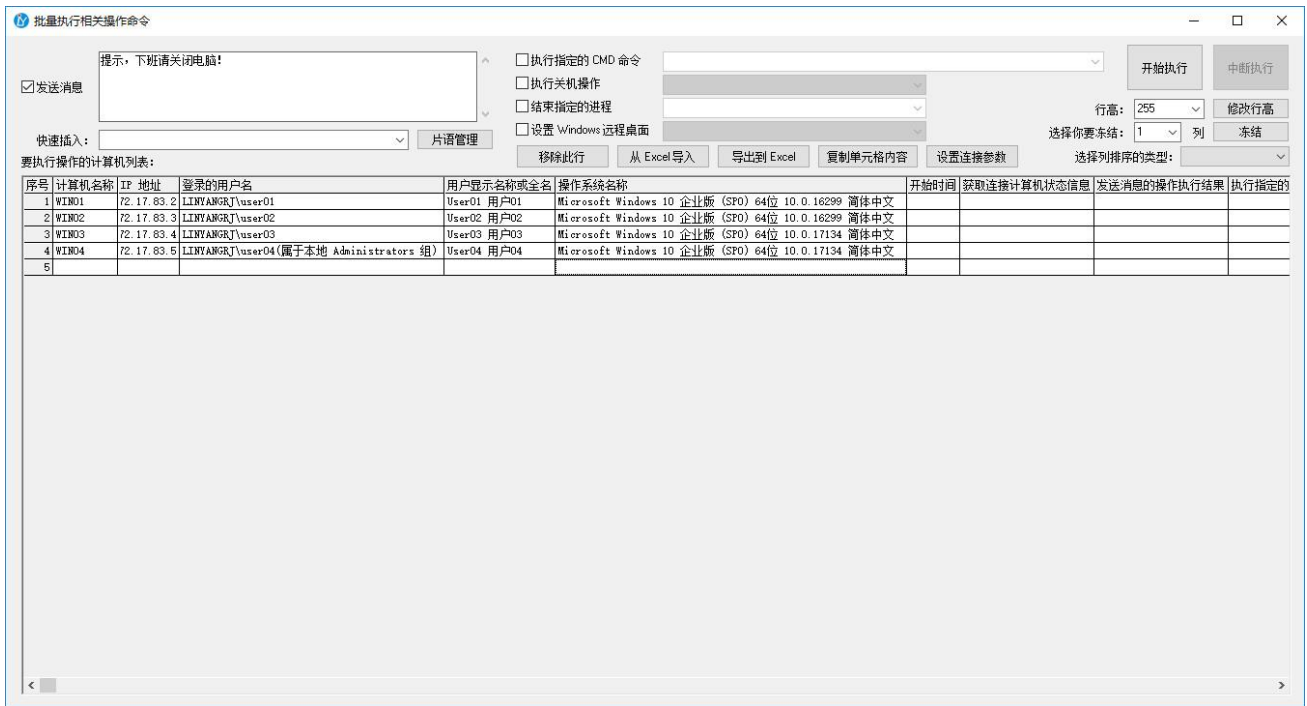 批量执行相关操作命令
提示，下班请关闭电脑！
☑发送消息
快速插入：
片语管理
要执行操作的计算机列表：
执行指定的 CMD 命令
执行关机操作
结束指定的进程
设置 Windows 远程桌面
开始执行 中断执行
行高： 255 修改行高
选择你要冻结： 1 列 冻结
移除此行 从 Excel 导入 导出到 Excel 复制单元格内容 设置连接参数 选择列排序的类型：
序号 计算机名称 IP 地址 登录的用户名 用户显示名称或全名 操作系统名称 开始时间 获取连接计算机状态信息 发送消息的操作执行结果 执行指定的
1 WIN01 72.17.83.2 LINYANGRJ\user01 User01 用户01 Microsoft Windows 10 企业版 (SP0) 64位 10.0.16299 简体中文
2 WIN02 72.17.83.3 LINYANGRJ\user02 User02 用户02 Microsoft Windows 10 企业版 (SP0) 64位 10.0.16299 简体中文
3 WIN03 72.17.83.4 LINYANGRJ\user03 User03 用户03 Microsoft Windows 10 企业版 (SP0) 64位 10.0.17134 简体中文
4 WIN04 72.17.83.5 LINYANGRJ\user04(属于本地 Administrators 组) User04 用户04 Microsoft Windows 10 企业版 (SP0) 64位 10.0.17134 简体中文
5